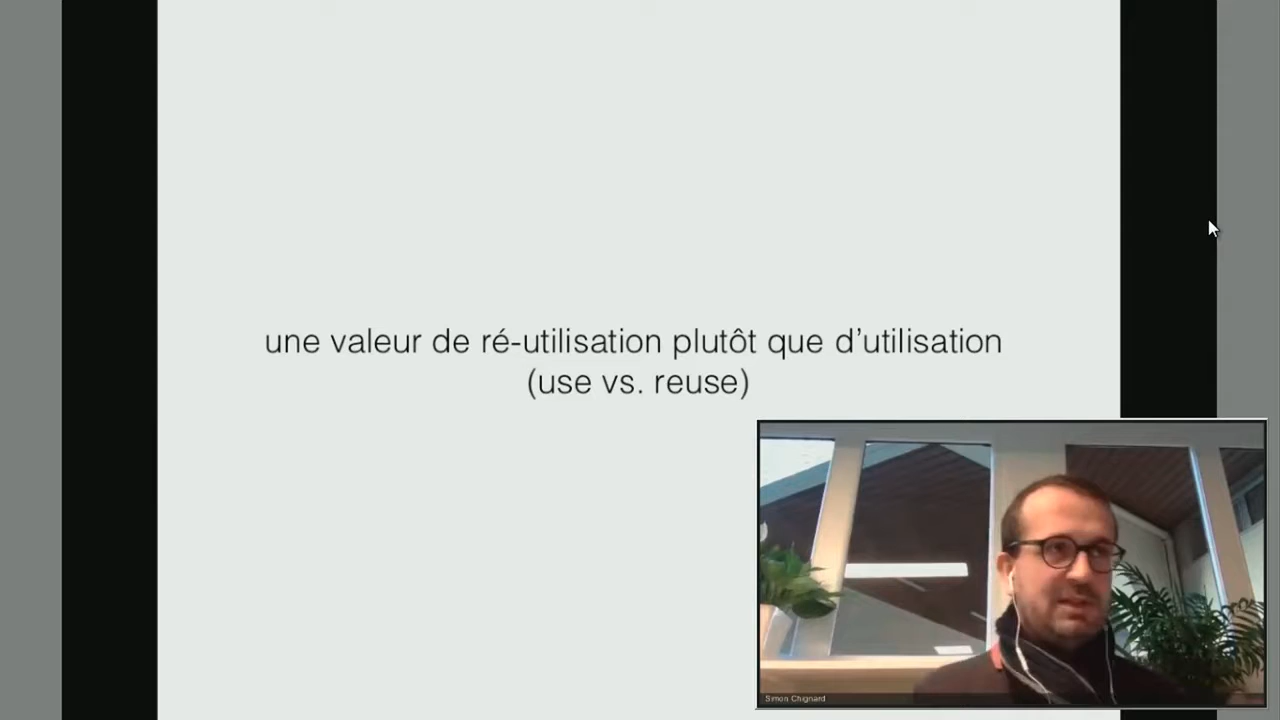 une valeur de ré-utilisation plutôt que d’utilisation
(use vs. reuse)
Simon Chignard